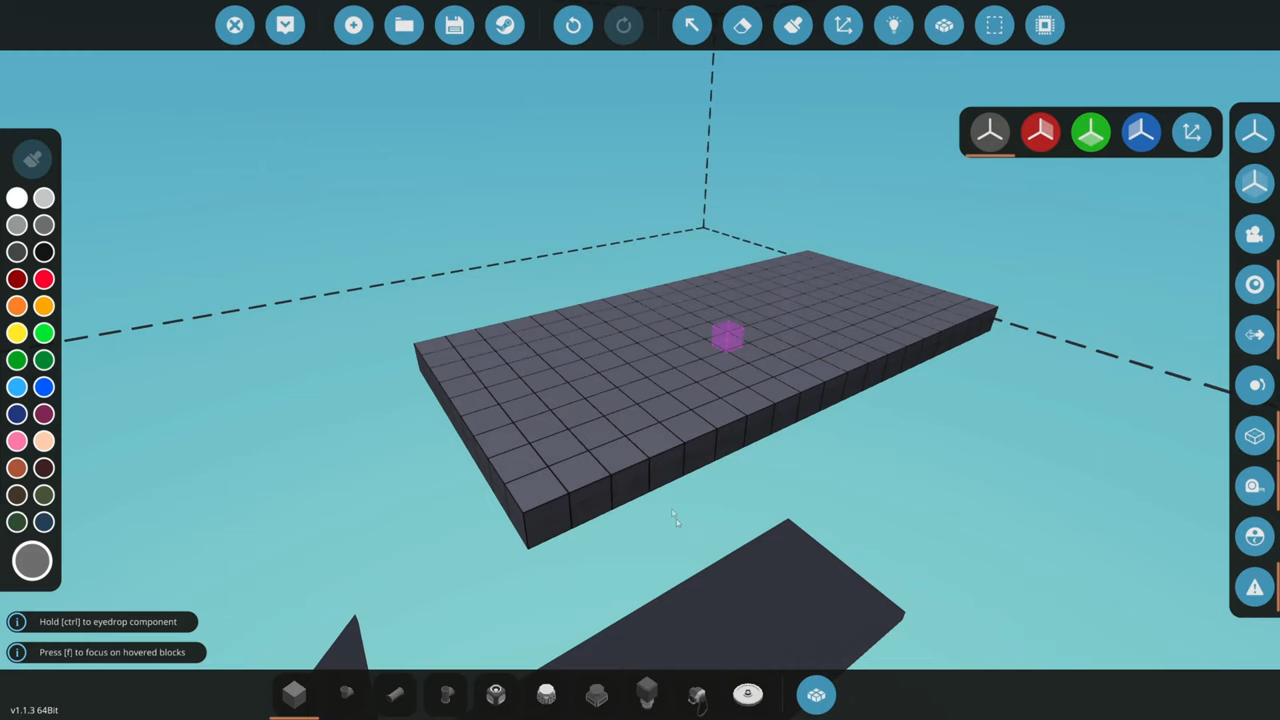 Hold [ctrl] to eyedrop component
Press [f] to focus on hovered blocks
v1.1.3 64Bit